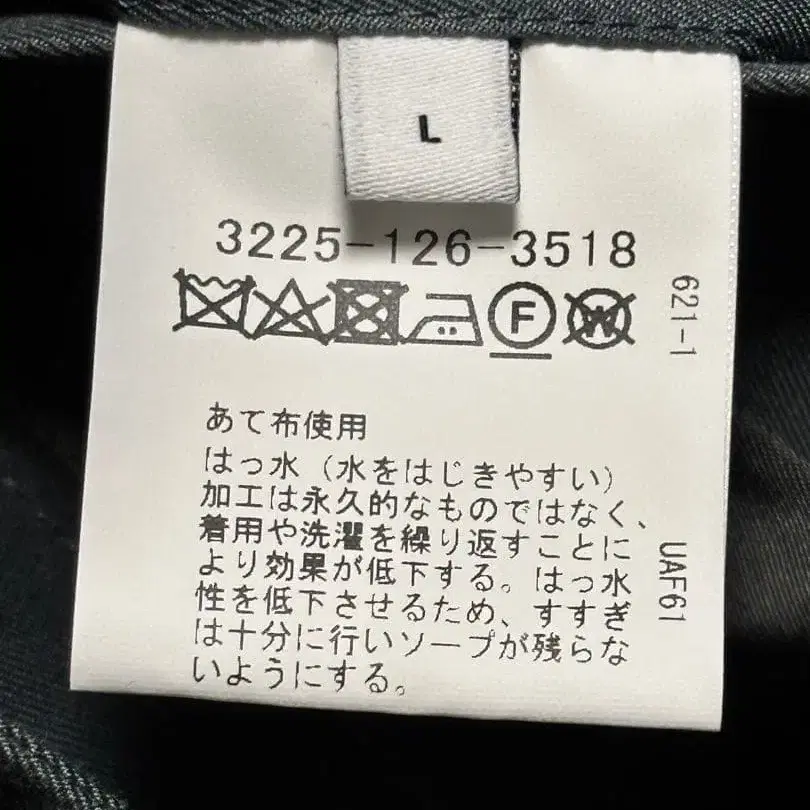 L
3225-126-3518
F W
621-1
あて布使用
はっ水（水をはじきやすい）
加工は永久的なものではなく、
着用や洗濯を繰り返すことに
より効果が低下する。はっ水
性を低下させるため、すすぎ
は十分に行いソープが残らな
いようにする。
UAF61